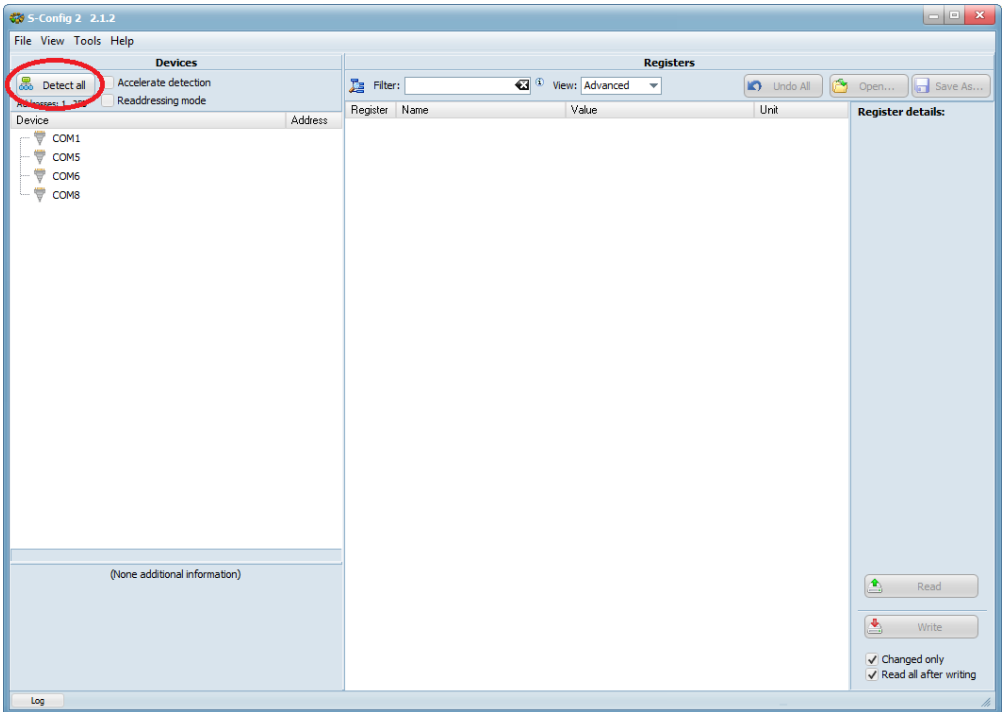 S-Config 2 2.1.2
File View Tools Help
Devices
Detect all
Accelerate detection
Readdressing mode
Device Address
COM1
COM5
COM6
COM8
(None additional information)
Registers
Filter: View: Advanced Undo All Open... Save As...
Register Name Value Unit
Register details:
Read
Write
Changed only
Read all after writing
Log